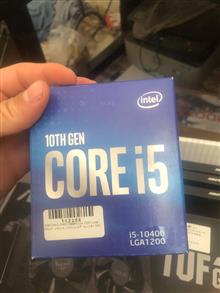 intel
10TH GEN
CORE i5
i5-10400
LGA1200
TUF